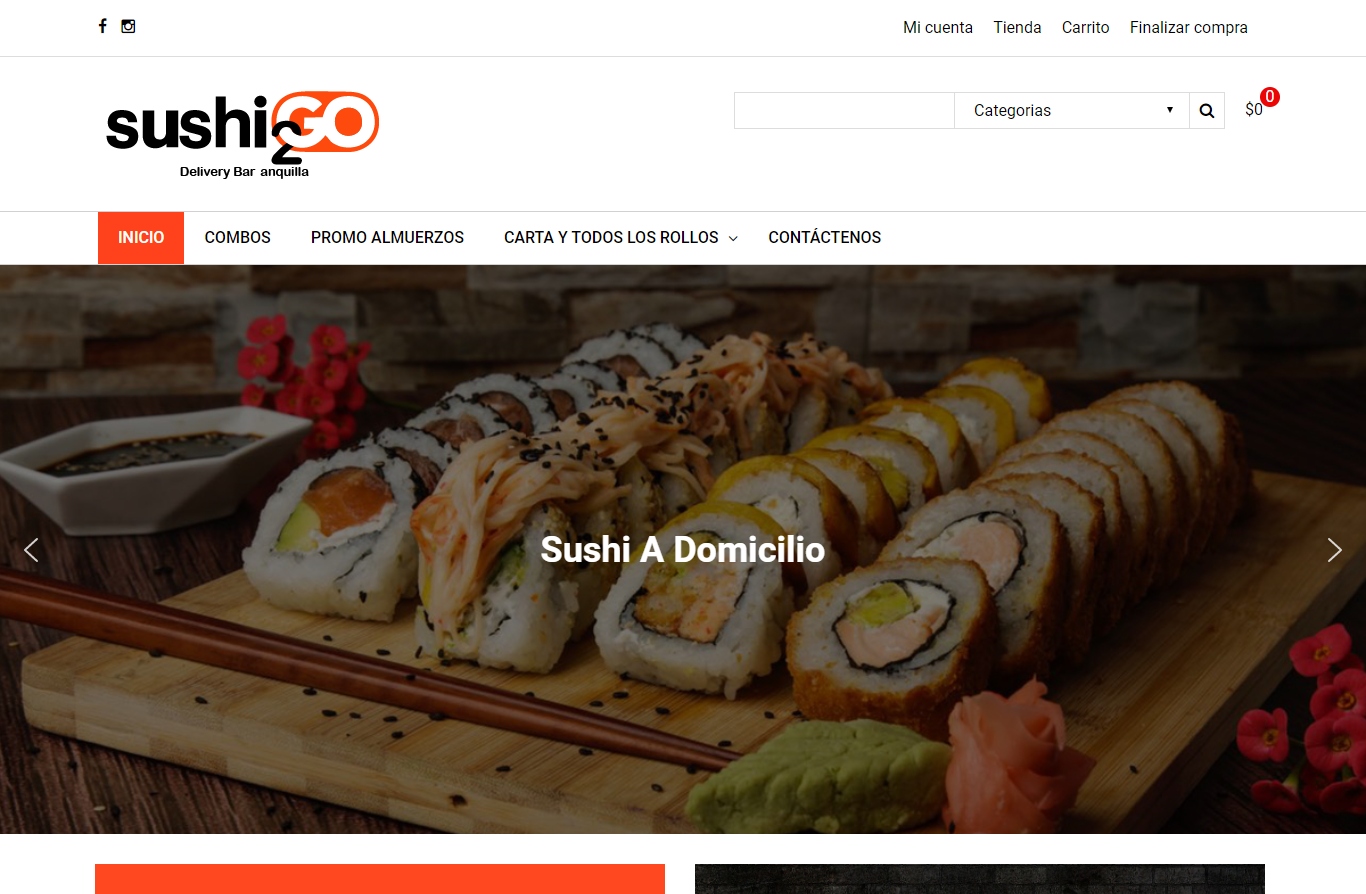 Mi cuenta Tienda Carrito Finalizar compra
sushi2GO
Delivery Bar anquilla
Categorias
$0 0
INICIO COMBOS PROMO ALMUERZOS CARTA Y TODOS LOS ROLLOS CONTÁCTENOS
Sushi A Domicilio